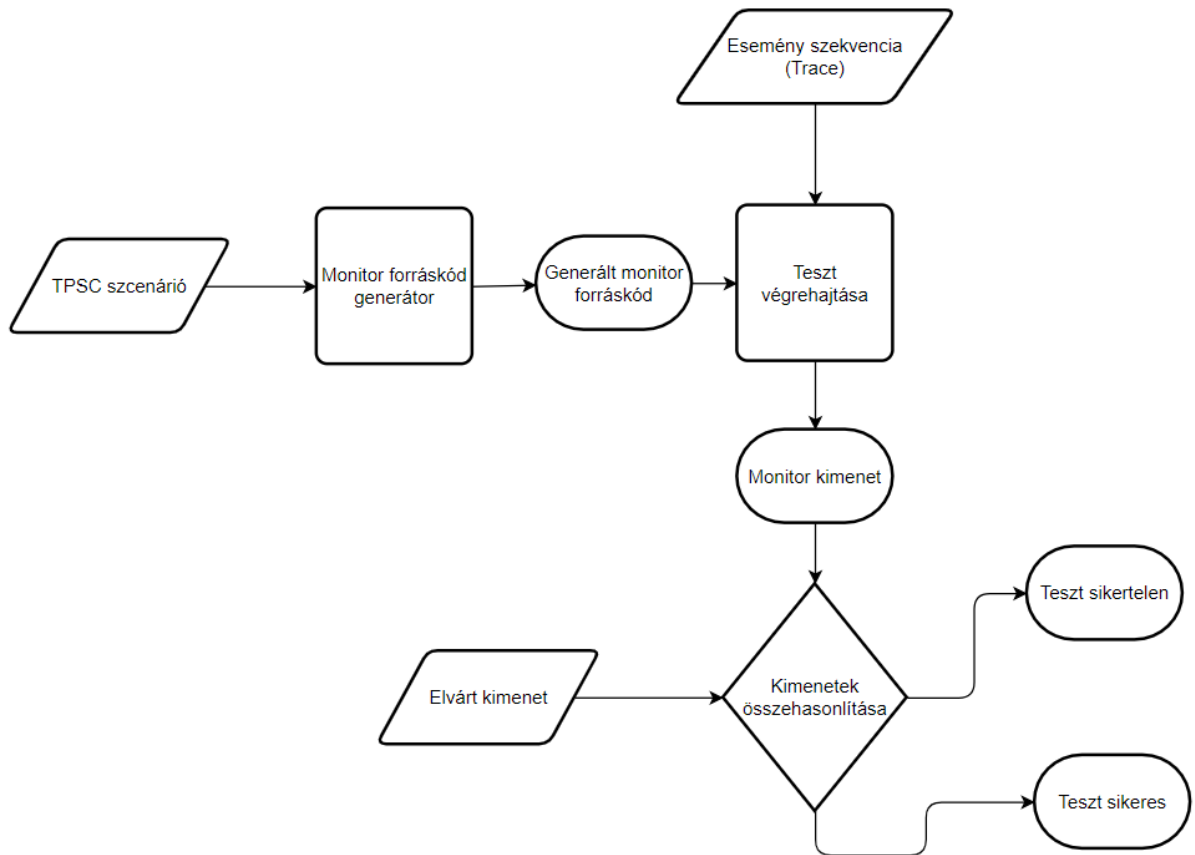 Esemény szekvencia
(Trace)
TPSC szcenárió
Monitor forráskód
generátor
Generált monitor
forráskód
Teszt
végrehajtása
Monitor kimenet
Teszt sikertelen
Elvárt kimenet
Kimenetek
összehasonlítása
Teszt sikeres